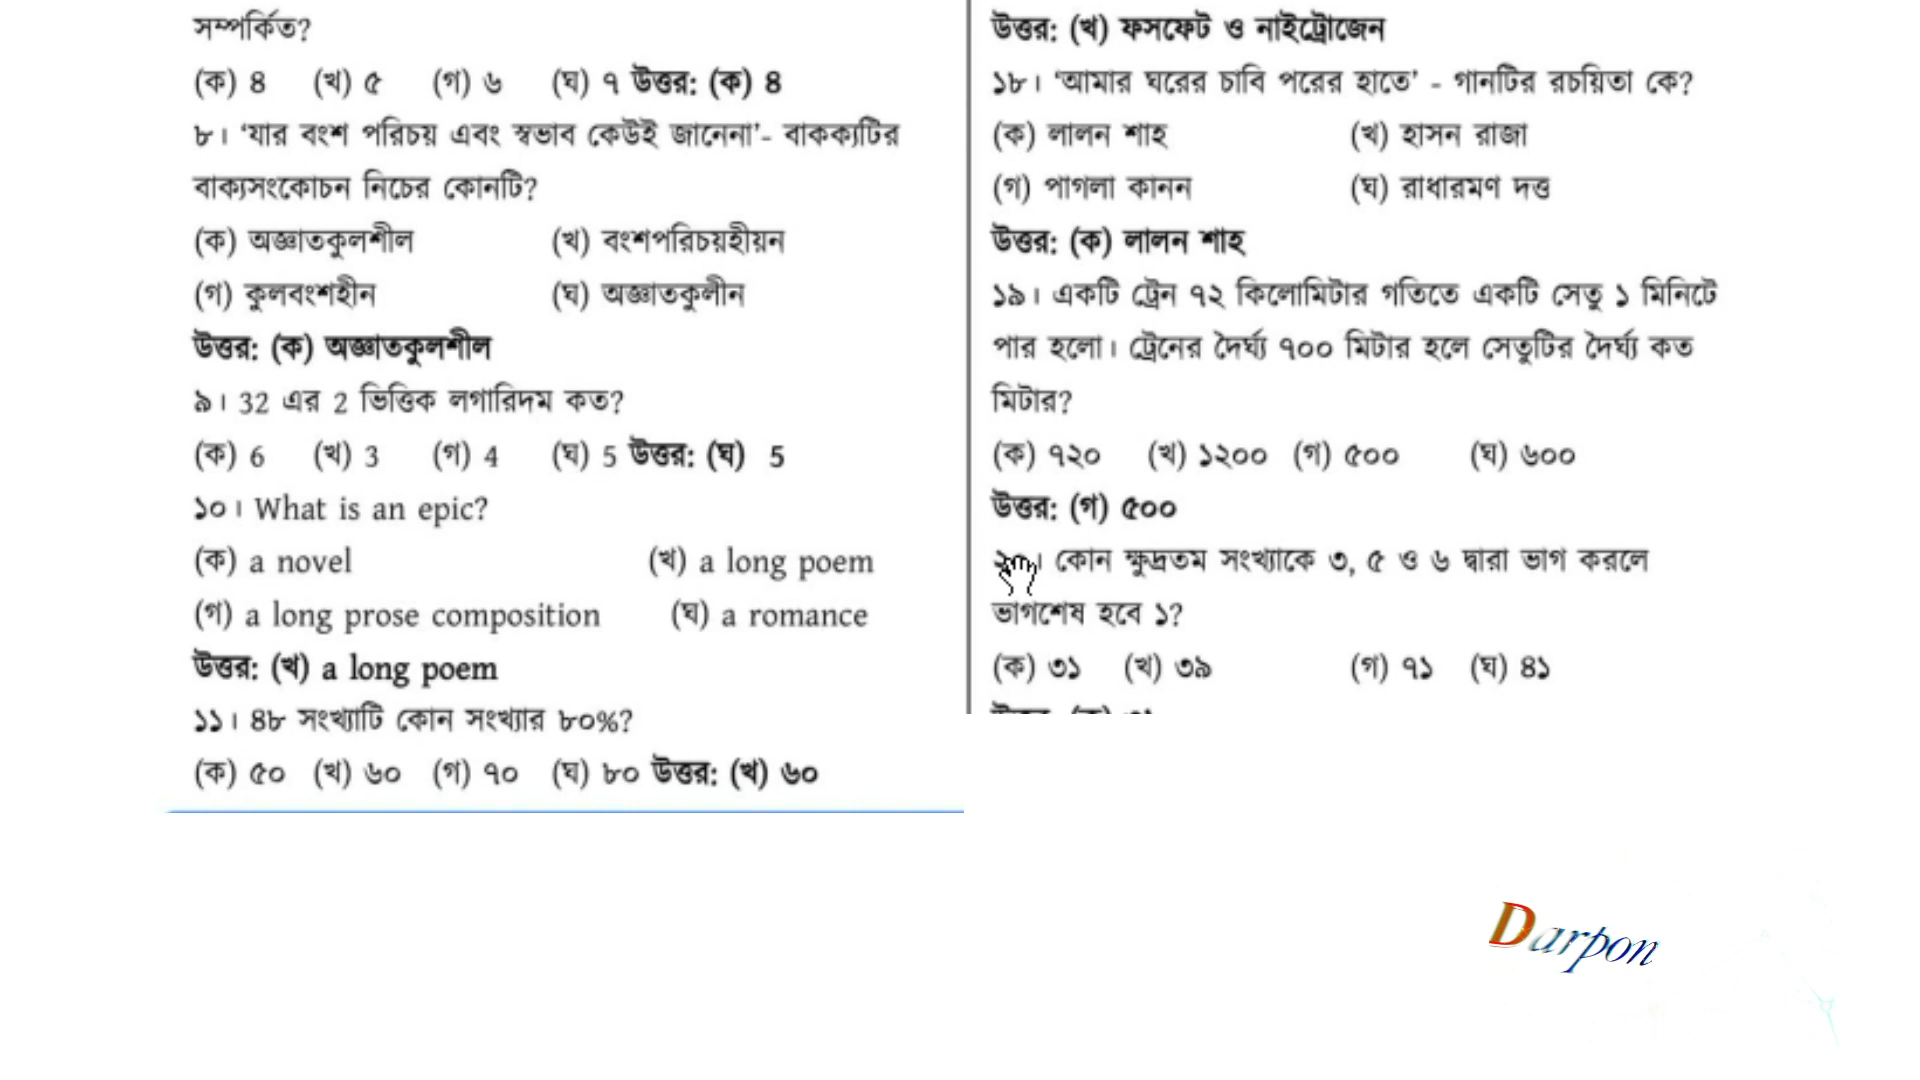 সম্পর্কিত?
(ক) 8 (খ) ৫ (গ) ৬ (ঘ) ৭ উত্তর: (ক) 8
৮। ‘যার বংশ পরিচয় এবং স্বভাব কেউই জানেনা’- বাকক্যটির
বাক্যসংকোচন নিচের কোনটি?
(ক) অজ্ঞাতকুলশীল (খ) বংশপরিচয়হীয়ন
(গ) কুলবংশহীন (ঘ) অজ্ঞাতকুলীন
উত্তর: (ক) অজ্ঞাতকুলশীল
৯। 32 এর 2 ভিত্তিক লগারিদম কত?
(ক) 6 (খ) 3 (গ) 4 (ঘ) 5 উত্তর: (ঘ) 5
১০। What is an epic?
(ক) a novel (খ) a long poem
(গ) a long prose composition (ঘ) a romance
উত্তর: (খ) a long poem
১১। ৪৮ সংখ্যাটি কোন সংখ্যার ৮০%?
(ক) ৫০ (খ) ৬০ (গ) ৭০ (ঘ) ৮০ উত্তর: (খ) ৬০
উত্তর: (খ) ফসফেট ও নাইট্রোজেন
১৮। ‘আমার ঘরের চাবি পরের হাতে’ - গানটির রচয়িতা কে?
(ক) লালন শাহ (খ) হাসন রাজা
(গ) পাগলা কানন (ঘ) রাধারমণ দত্ত
উত্তর: (ক) লালন শাহ
১৯। একটি ট্রেন ৭২ কিলোমিটার গতিতে একটি সেতু ১ মিনিটে
পার হলো। ট্রেনের দৈর্ঘ্য ৭০০ মিটার হলে সেতুটির দৈর্ঘ্য কত
মিটার?
(ক) ৭২০ (খ) ১২০০ (গ) ৫০০ (ঘ) ৬০০
উত্তর: (গ) ৫০০
কোন ক্ষুদ্রতম সংখ্যাকে ৩, ৫ ও ৬ দ্বারা ভাগ করলে
ভাগশেষ হবে ১?
(ক) ৩১ (খ) ৩৯ (গ) ৭১ (ঘ) ৪১
Darpon